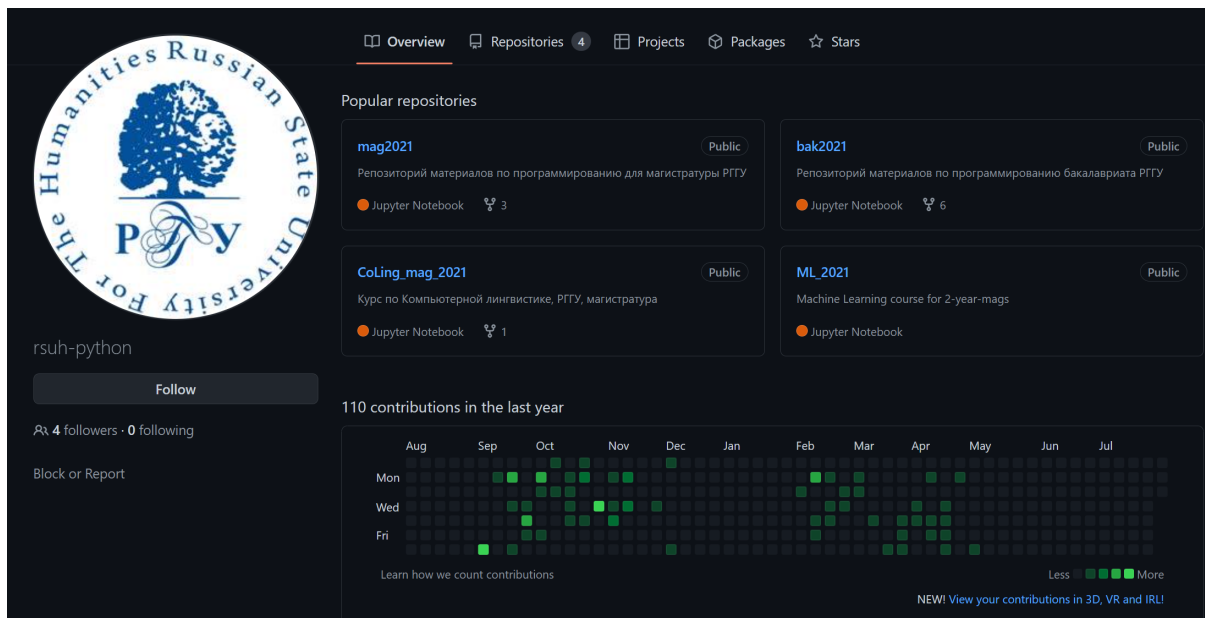 The Humanities Russian State University For
РГГУ
rsuh-python
Follow
4 followers · 0 following
Block or Report
Overview
Repositories 4
Projects
Packages
Stars
Popular repositories
mag2021 Public
Репозиторий материалов по программированию для магистратуры РГГУ
Jupyter Notebook 3
bak2021 Public
Репозиторий материалов по программированию бакалавриата РГГУ
Jupyter Notebook 6
CoLing_mag_2021 Public
Курс по Компьютерной лингвистике, РГГУ, магистратура
Jupyter Notebook 1
ML_2021 Public
Machine Learning course for 2-year-mags
Jupyter Notebook
110 contributions in the last year
Aug Sep Oct Nov Dec Jan Feb Mar Apr May Jun Jul
Mon
Wed
Fri
Learn how we count contributions
Less More
NEW! View your contributions in 3D, VR and IRL!